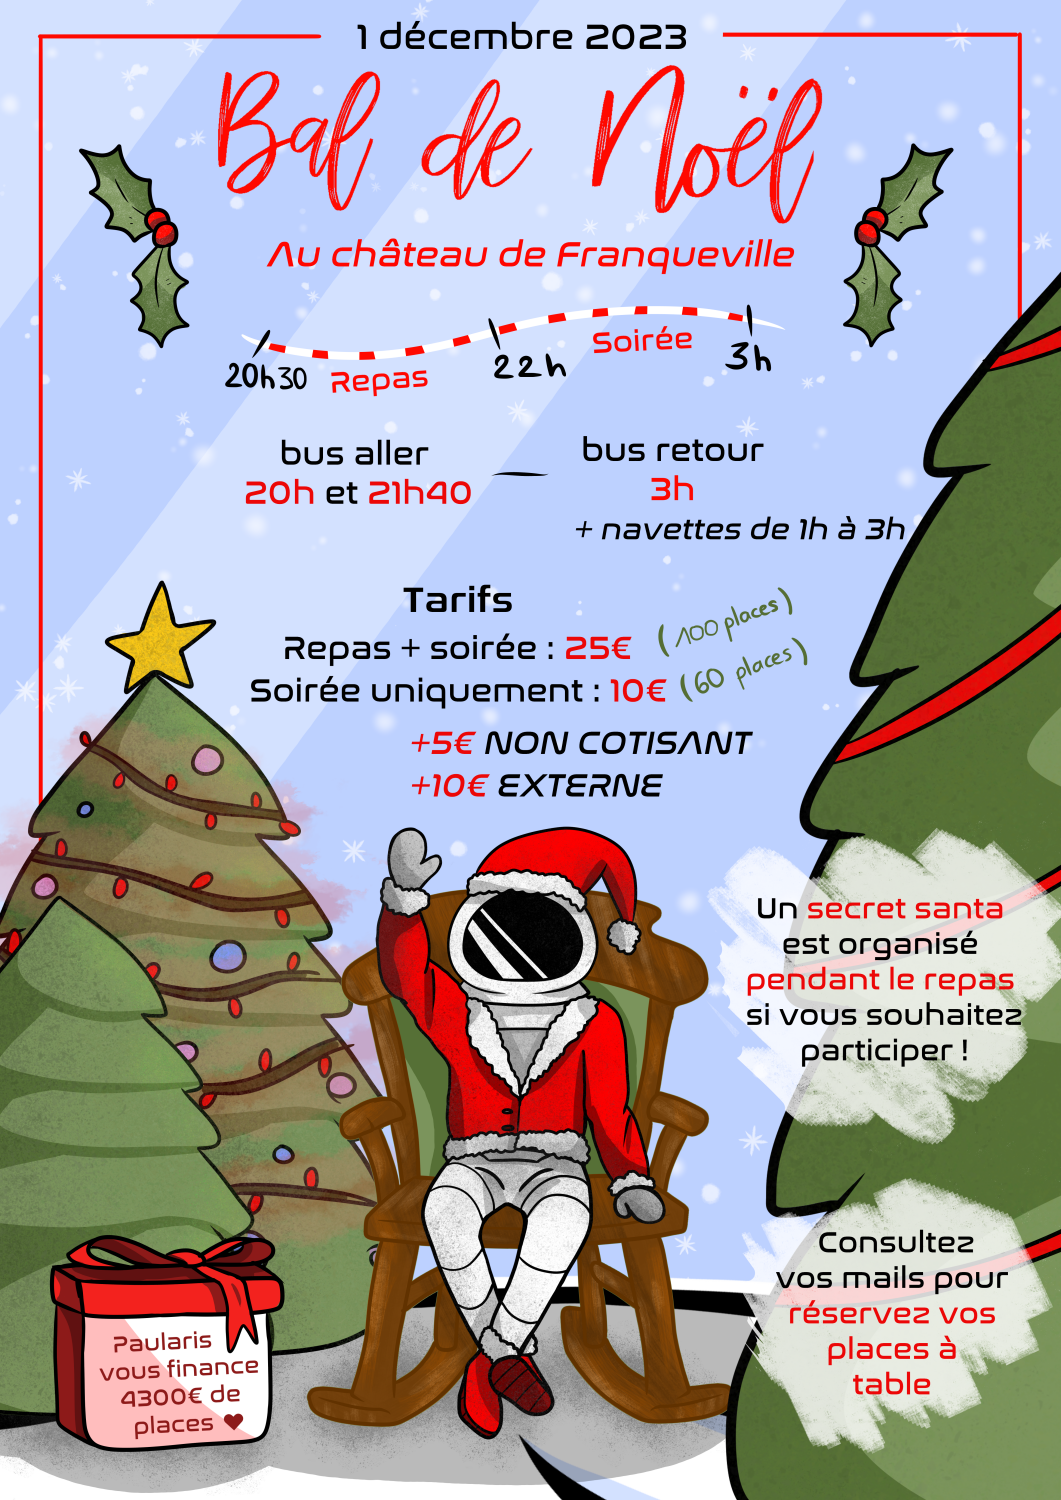 1 décembre 2023
Bal de Noël
Au château de Franqueville
20h30 Repas 22h Soirée 3h
bus aller
20h et 21h40
bus retour
3h
+ navettes de 1h à 3h
Tarifs
Repas + soirée : 25€ (100 places)
Soirée uniquement : 10€ (60 places)
+5€ NON COTISANT
+10€ EXTERNE
Un secret santa
est organisé
pendant le repas
si vous souhaitez
participer !
Consultez
vos mails pour
réservez vos
places à
table
Paularis
vous finance
4300€ de
places ♥